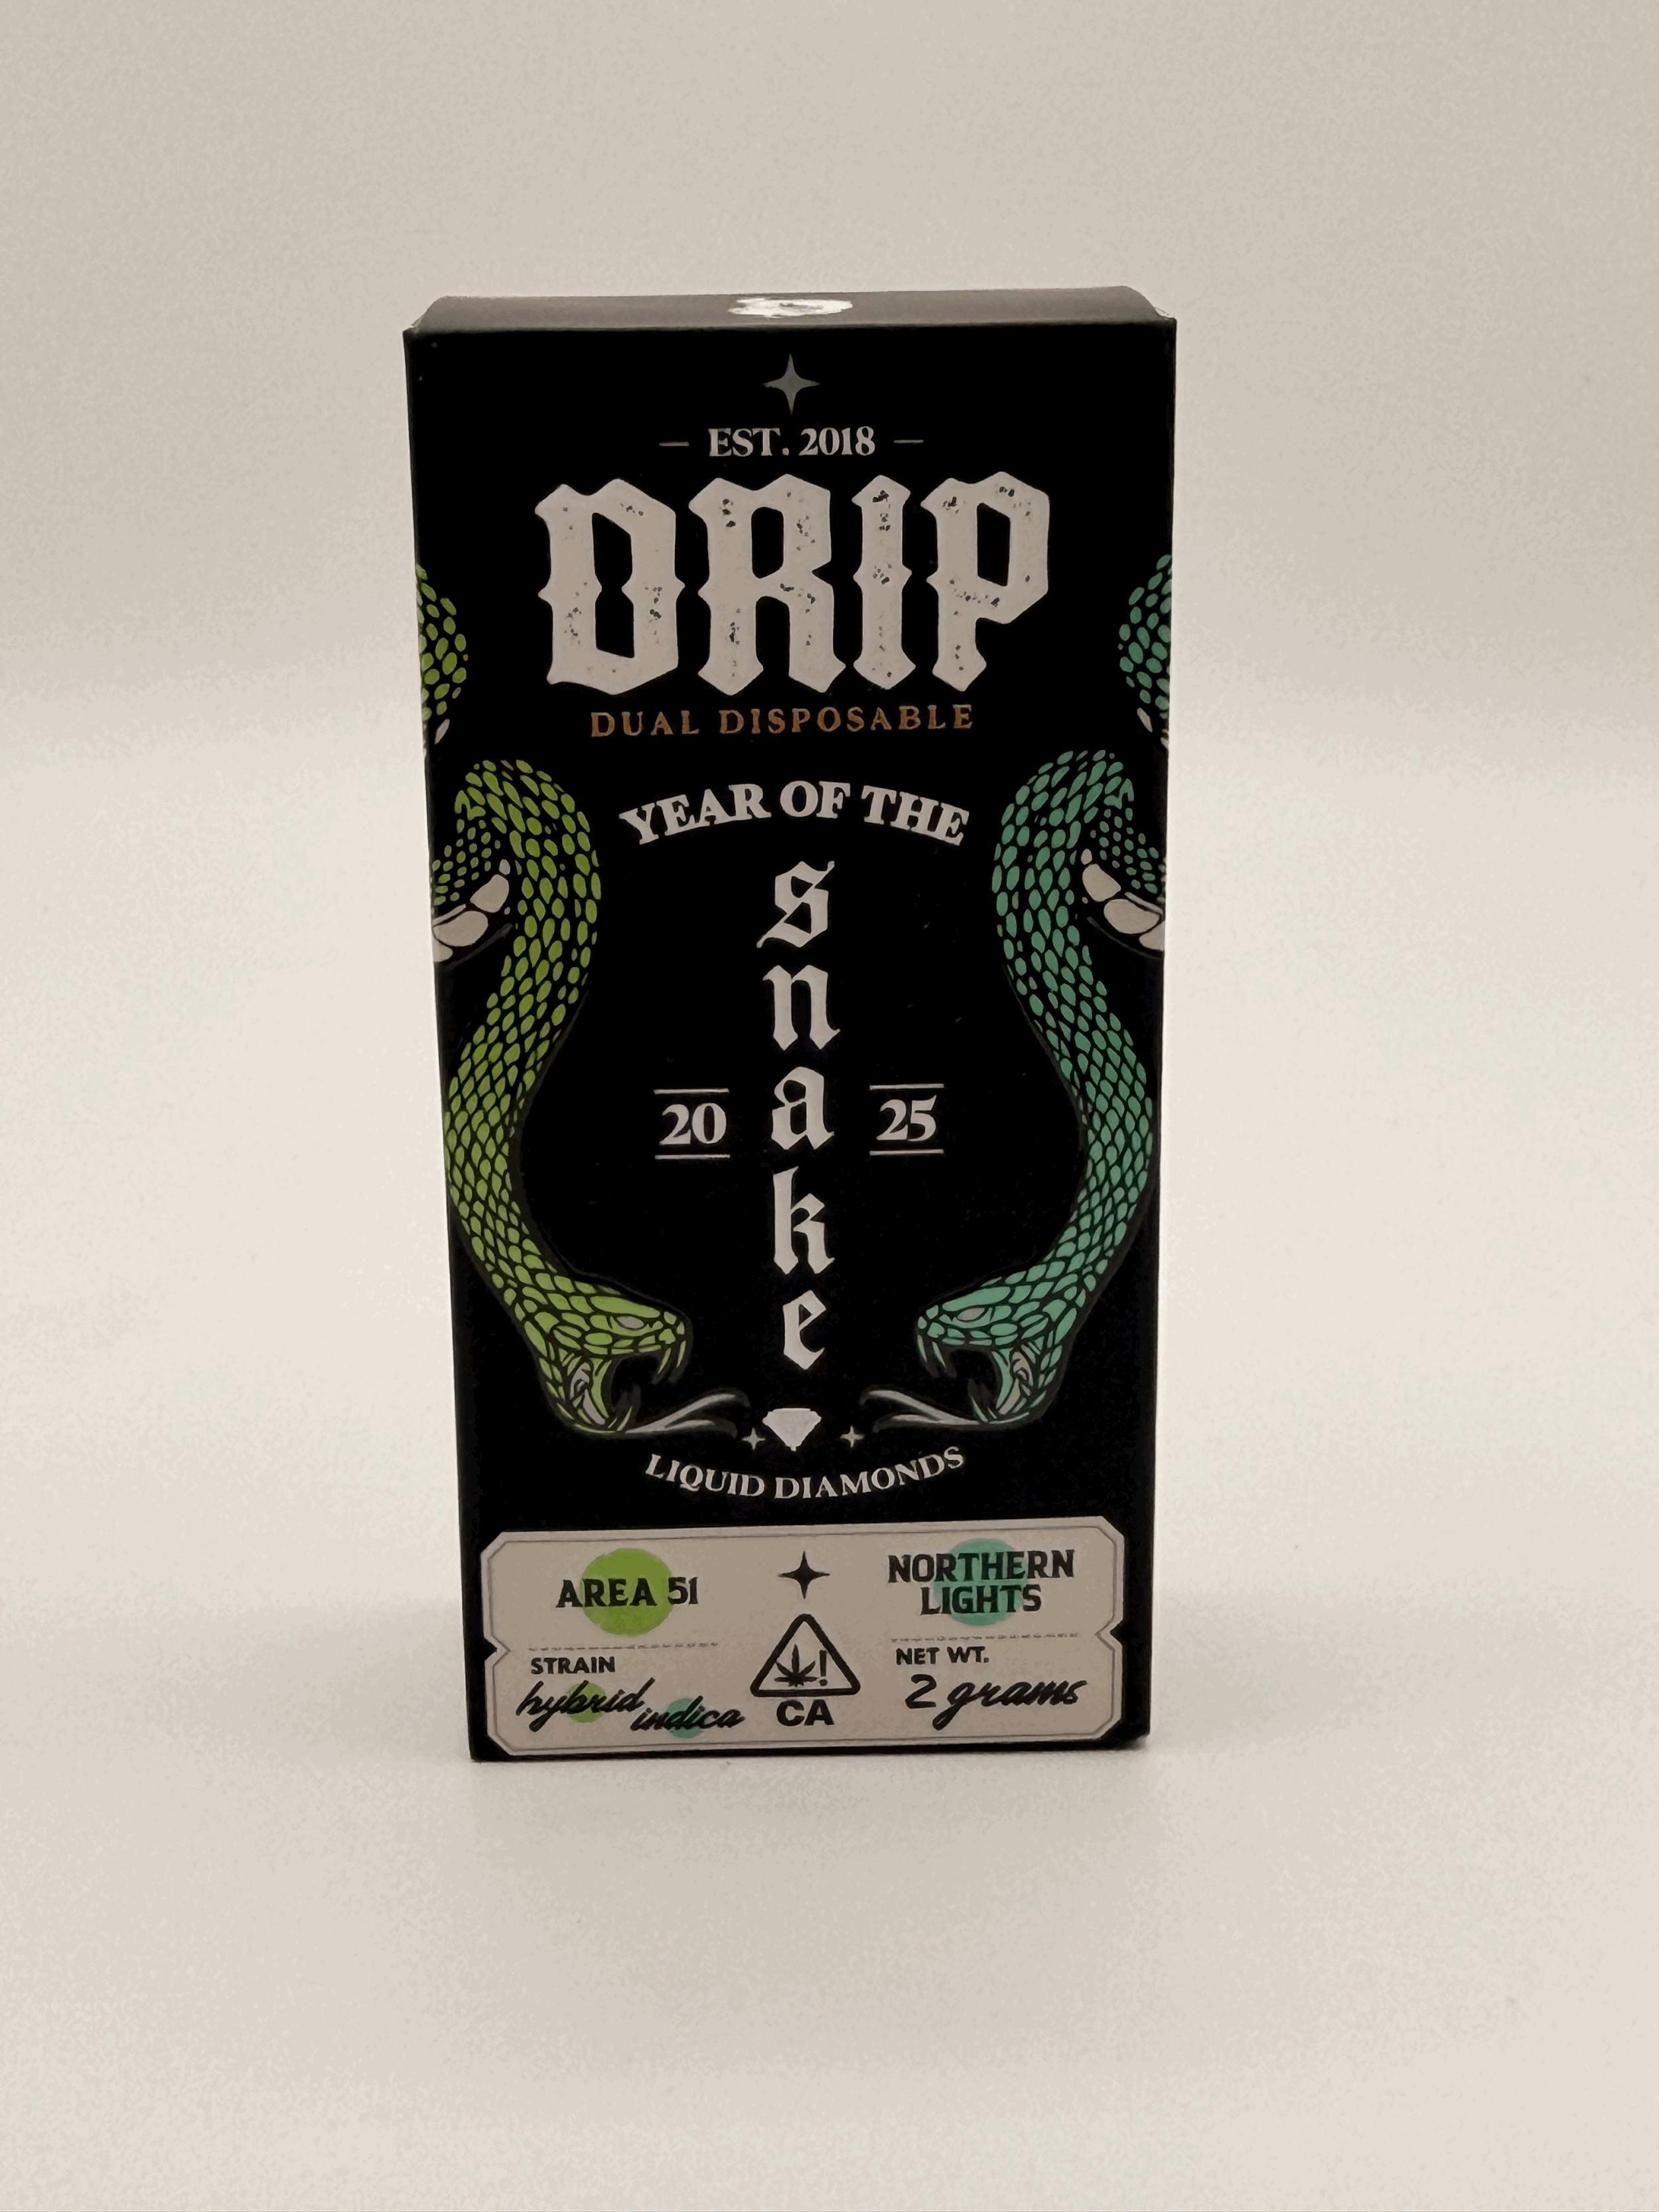 — EST. 2018 —
DRIP
DUAL DISPOSABLE
YEAR OF THE
snake
20 25
LIQUID DIAMONDS
AREA 51
NORTHERN
LIGHTS
STRAIN
hybrid indica
CA
NET WT.
2 grams